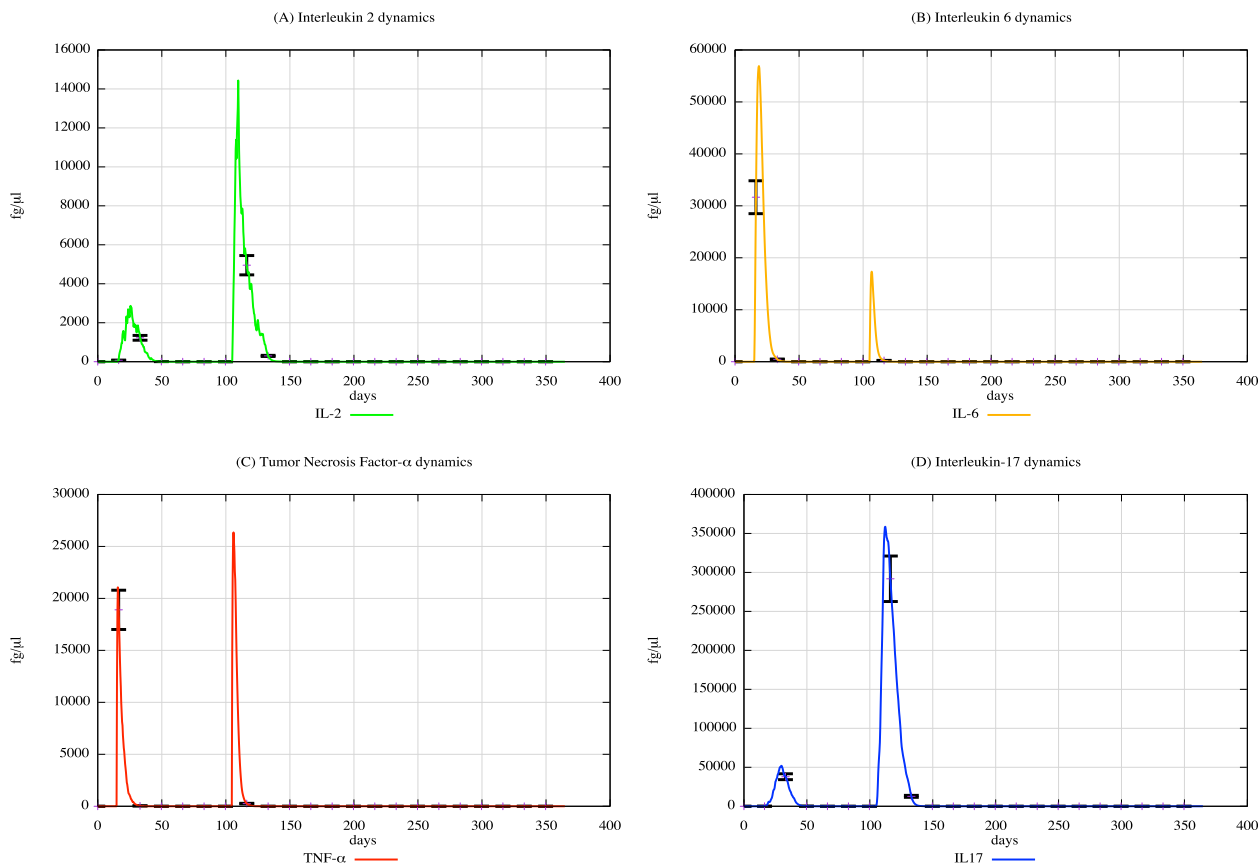 (A) Interleukin 2 dynamics
16000
14000
12000
10000
8000
6000
4000
2000
0
fg/µl
0 50 100 150 200 250 300 350 400
days
IL-2
(B) Interleukin 6 dynamics
60000
50000
40000
30000
20000
10000
0
fg/µl
0 50 100 150 200 250 300 350 400
days
IL-6
(C) Tumor Necrosis Factor-α dynamics
30000
25000
20000
15000
10000
5000
0
fg/µl
0 50 100 150 200 250 300 350 400
days
TNF-α
(D) Interleukin-17 dynamics
400000
350000
300000
250000
200000
150000
100000
50000
0
fg/µl
0 50 100 150 200 250 300 350 400
days
IL17